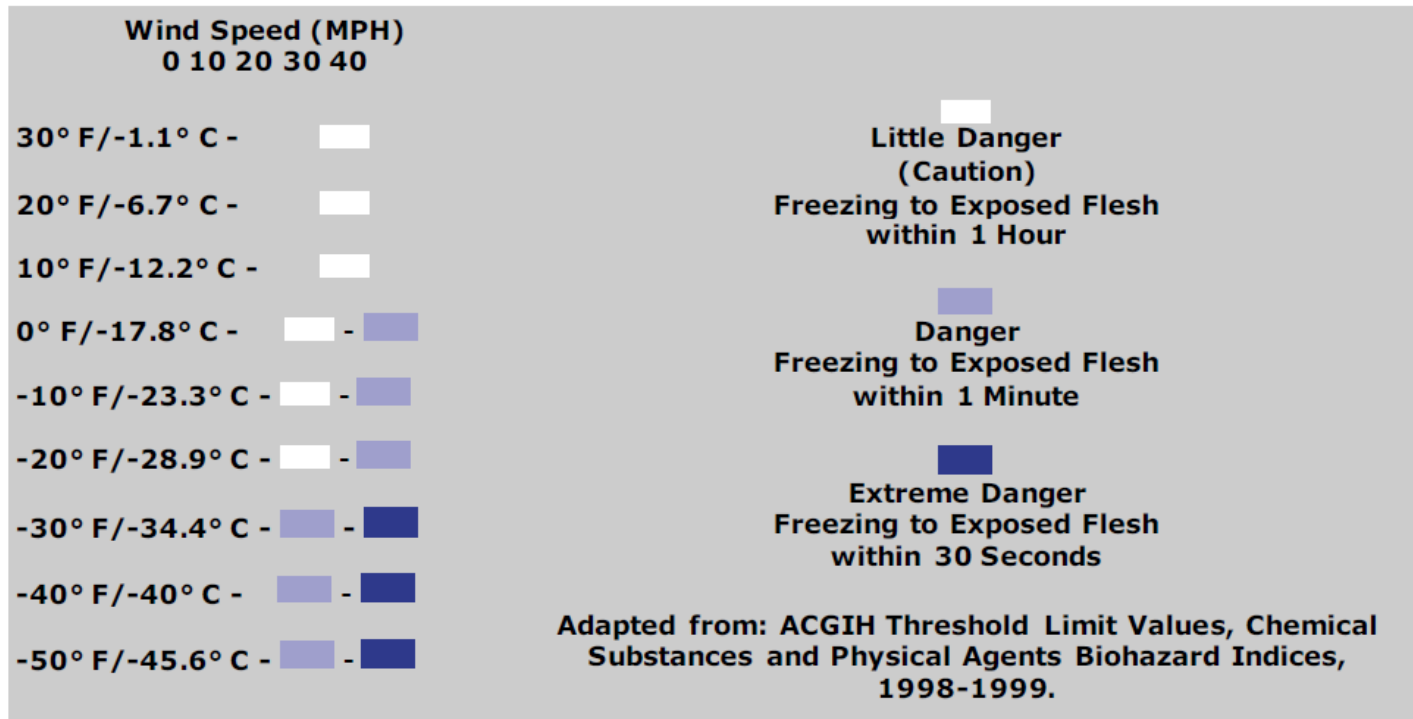 Wind Speed (MPH)
0 10 20 30 40
30° F/-1.1° C -
20° F/-6.7° C -
10° F/-12.2° C -
0° F/-17.8° C - -
-10° F/-23.3° C - -
-20° F/-28.9° C - -
-30° F/-34.4° C - -
-40° F/-40° C - -
-50° F/-45.6° C - -
Little Danger
(Caution)
Freezing to Exposed Flesh
within 1 Hour
Danger
Freezing to Exposed Flesh
within 1 Minute
Extreme Danger
Freezing to Exposed Flesh
within 30 Seconds
Adapted from: ACGIH Threshold Limit Values, Chemical
Substances and Physical Agents Biohazard Indices,
1998-1999.